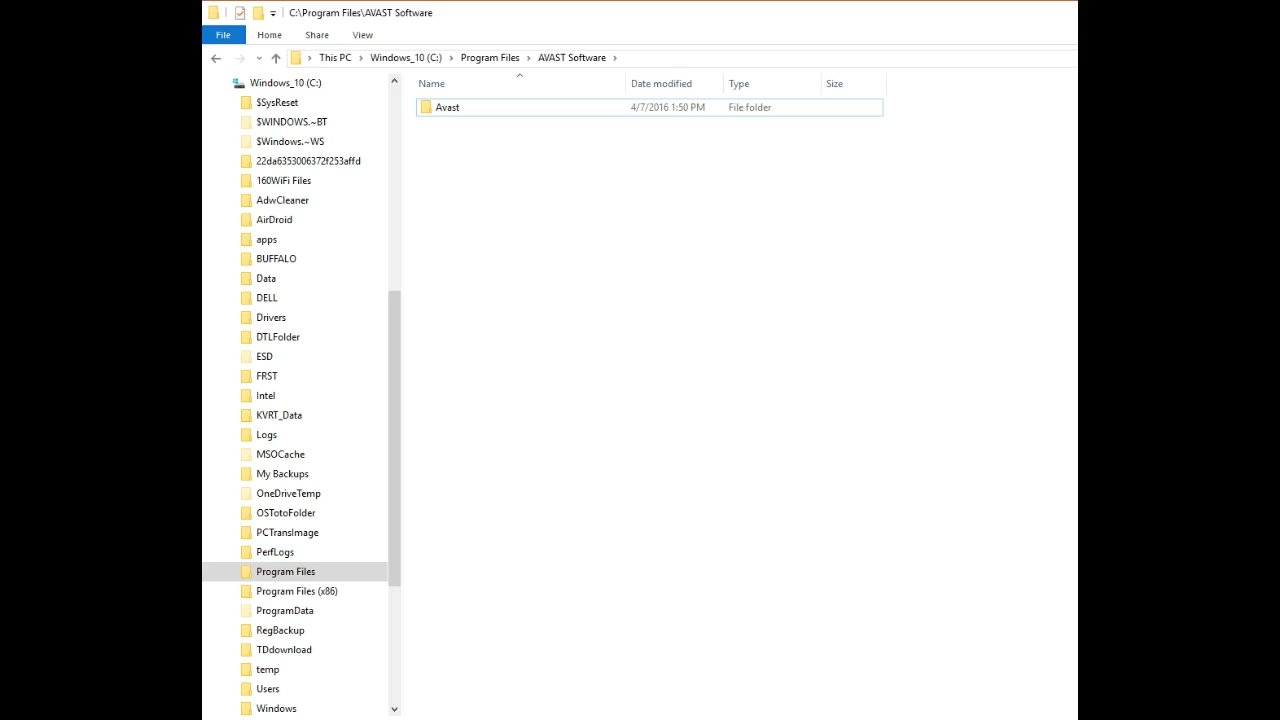 C:\Program Files\AVAST Software
File Home Share View
This PC Windows_10 (C:) Program Files AVAST Software
Name Date modified Type Size
Avast 4/7/2016 1:50 PM File folder
Windows_10 (C:)
$SysReset
$WINDOWS.~BT
$Windows.~WS
22da6353006372f253affd
160WiFi Files
AdwCleaner
AirDroid
apps
BUFFALO
Data
DELL
Drivers
DTLFolder
ESD
FRST
Intel
KVRT_Data
Logs
MSOCache
My Backups
OneDriveTemp
OSTotoFolder
PCTransImage
PerfLogs
Program Files
Program Files (x86)
ProgramData
RegBackup
TDdownload
temp
Users
Windows